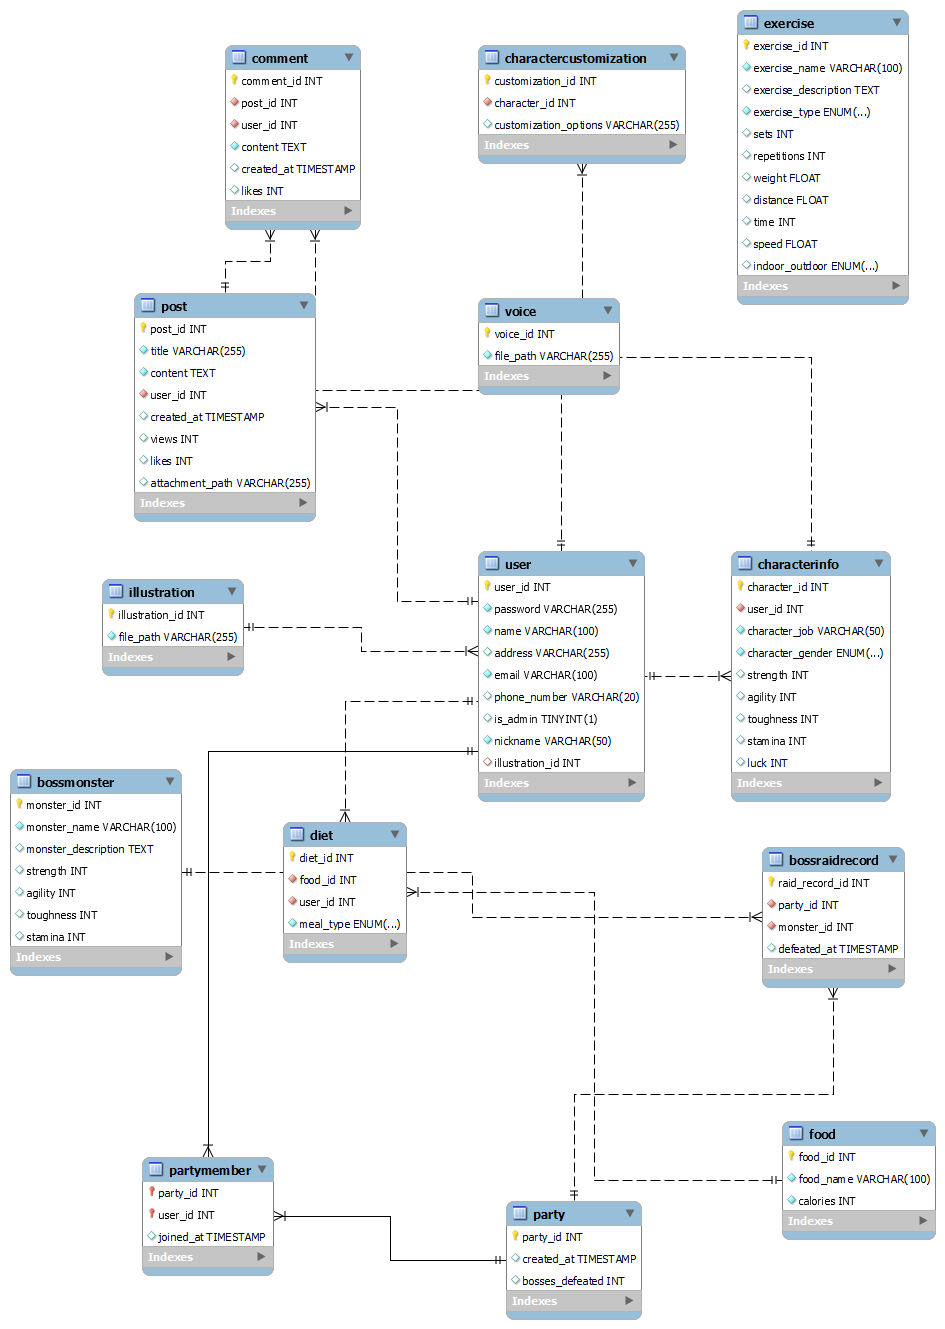 exercise
exercise_id INT
exercise_name VARCHAR(100)
exercise_description TEXT
exercise_type ENUM(...)
sets INT
repetitions INT
weight FLOAT
distance FLOAT
time INT
speed FLOAT
indoor_outdoor ENUM(...)
Indexes
comment
comment_id INT
post_id INT
user_id INT
content TEXT
created_at TIMESTAMP
likes INT
Indexes
charactercustomization
customization_id INT
character_id INT
customization_options VARCHAR(255)
Indexes
post
post_id INT
title VARCHAR(255)
content TEXT
user_id INT
created_at TIMESTAMP
views INT
likes INT
attachment_path VARCHAR(255)
Indexes
voice
voice_id INT
file_path VARCHAR(255)
Indexes
illustration
illustration_id INT
file_path VARCHAR(255)
Indexes
user
user_id INT
password VARCHAR(255)
name VARCHAR(100)
address VARCHAR(255)
email VARCHAR(100)
phone_number VARCHAR(20)
is_admin TINYINT(1)
nickname VARCHAR(50)
illustration_id INT
Indexes
characterinfo
character_id INT
user_id INT
character_job VARCHAR(50)
character_gender ENUM(...)
strength INT
agility INT
toughness INT
stamina INT
luck INT
Indexes
bossmonster
monster_id INT
monster_name VARCHAR(100)
monster_description TEXT
strength INT
agility INT
toughness INT
stamina INT
Indexes
diet
diet_id INT
food_id INT
user_id INT
meal_type ENUM(...)
Indexes
bossraidrecord
raid_record_id INT
party_id INT
monster_id INT
defeated_at TIMESTAMP
Indexes
partymember
party_id INT
user_id INT
joined_at TIMESTAMP
Indexes
party
party_id INT
created_at TIMESTAMP
bosses_defeated INT
Indexes
food
food_id INT
food_name VARCHAR(100)
calories INT
Indexes